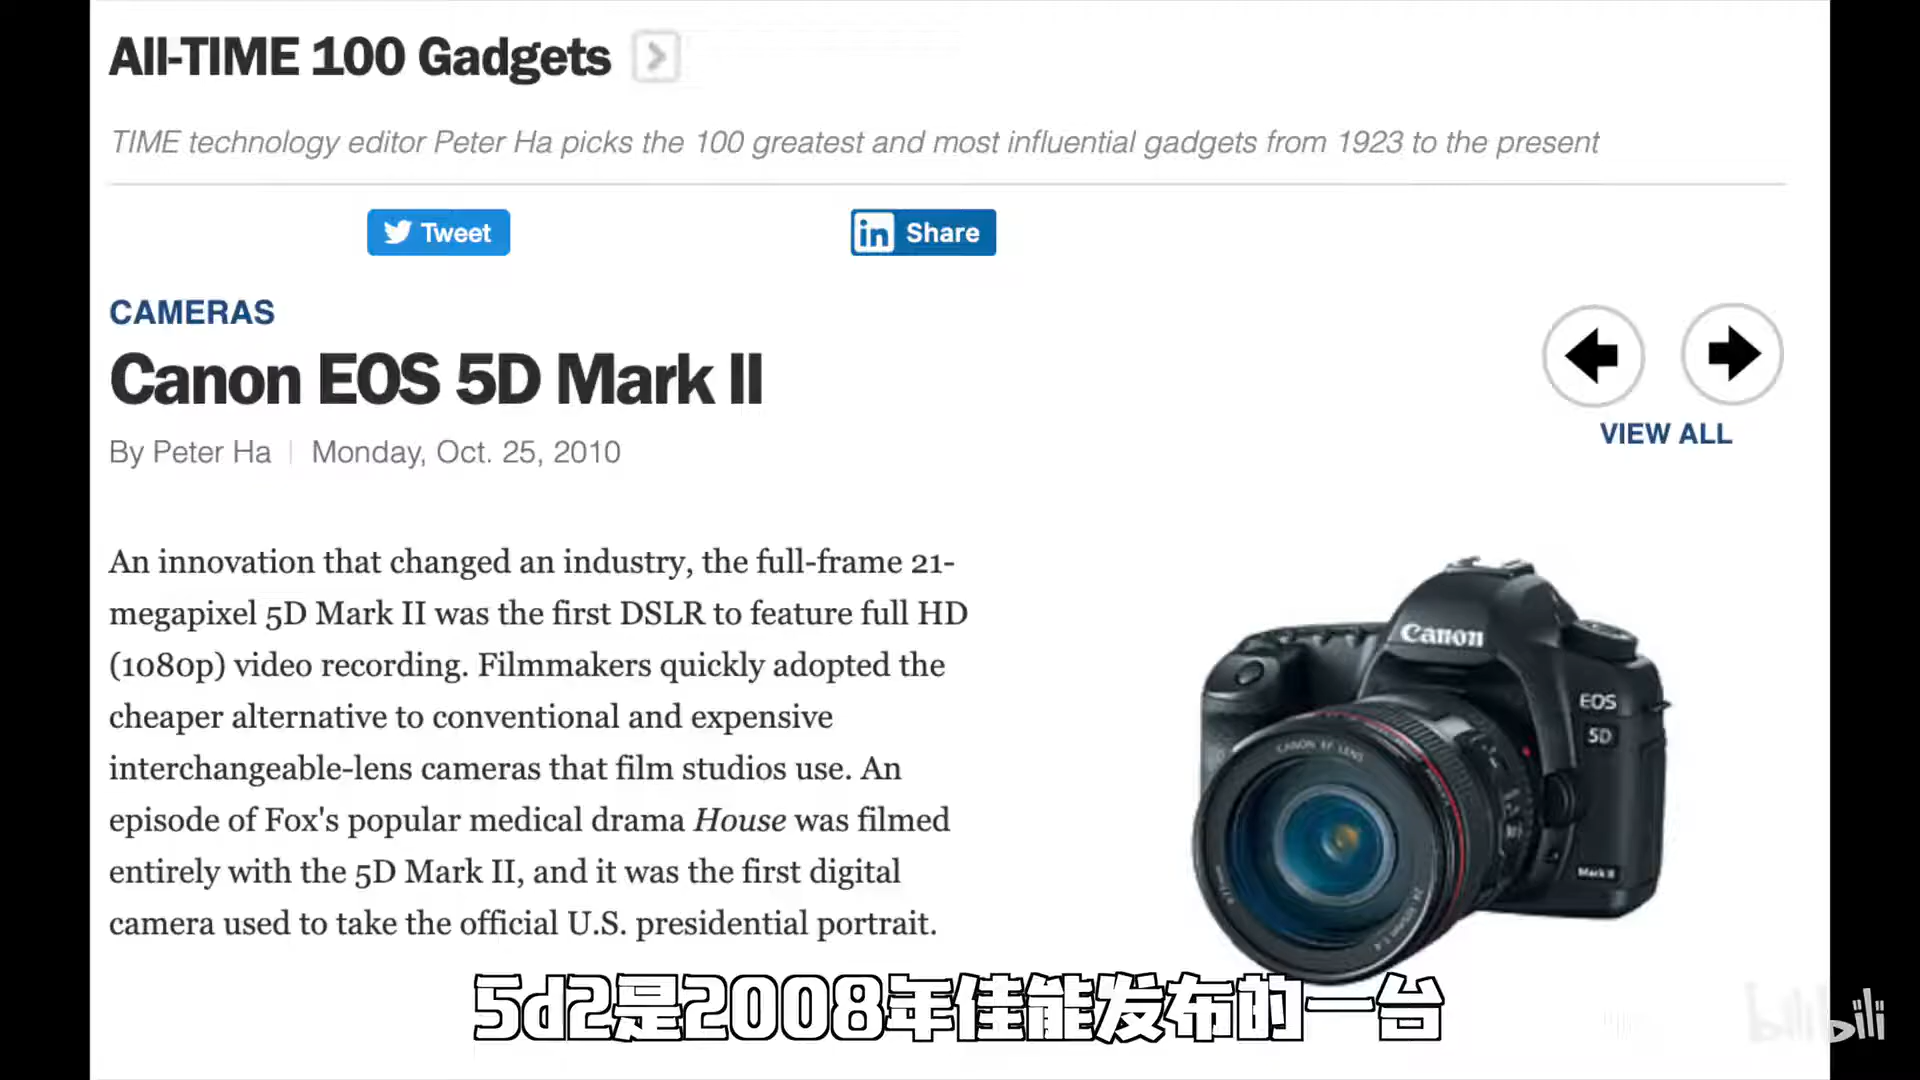 All-TIME 100 Gadgets
TIME technology editor Peter Ha picks the 100 greatest and most influential gadgets from 1923 to the present
Tweet
in Share
CAMERAS
Canon EOS 5D Mark II
By Peter Ha | Monday, Oct. 25, 2010
VIEW ALL
An innovation that changed an industry, the full-frame 21-
megapixel 5D Mark II was the first DSLR to feature full HD
(1080p) video recording. Filmmakers quickly adopted the
cheaper alternative to conventional and expensive
interchangeable-lens cameras that film studios use. An
episode of Fox's popular medical drama House was filmed
entirely with the 5D Mark II, and it was the first digital
camera used to take the official U.S. presidential portrait.
Canon
EOS
5D
CANON EF LENS
Mark II
5d2是2008年佳能发布的一台
bilibili